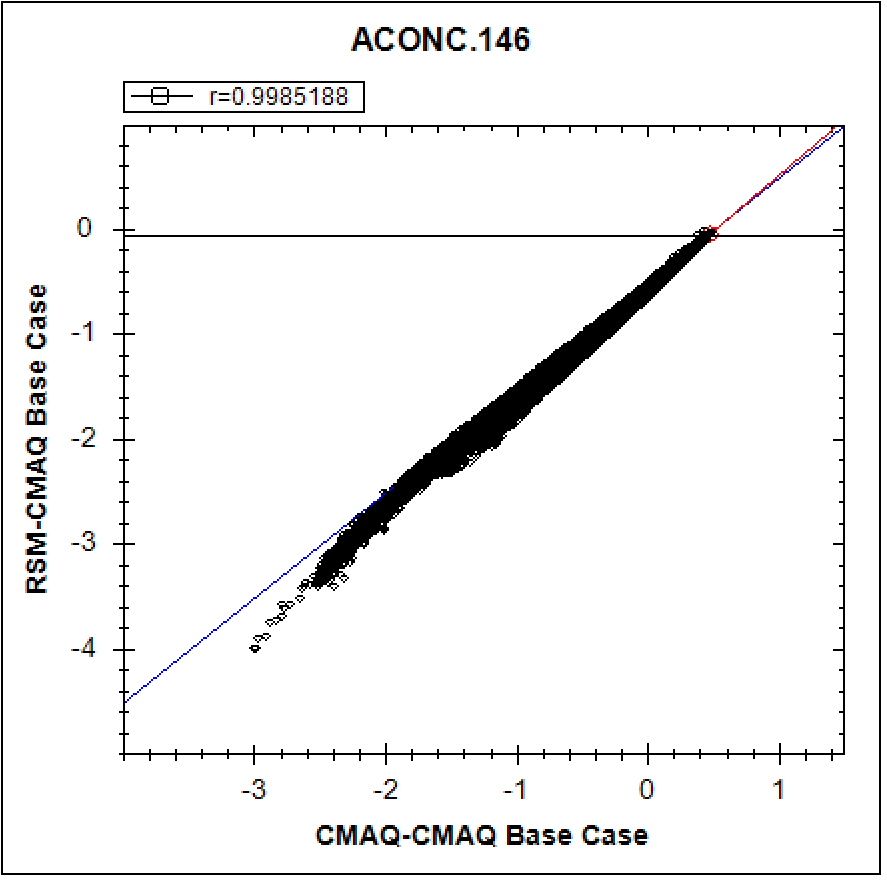 ACONC.146
r=0.9985188
0
-1
-2
-3
-4
RSM-CMAQ Base Case
-3
-2
-1
0
1
CMAQ-CMAQ Base Case